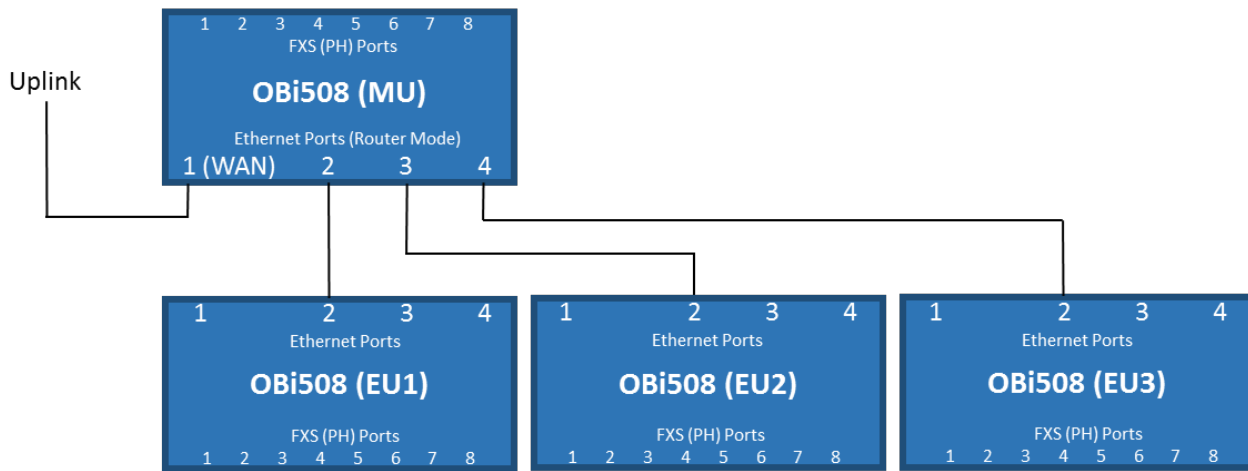 1 2 3 4 5 6 7 8
FXS (PH) Ports
Uplink
OBi508 (MU)
Ethernet Ports (Router Mode)
1 (WAN) 2 3 4
1 2 3 4
Ethernet Ports
OBi508 (EU1)
FXS (PH) Ports
1 2 3 4 5 6 7 8
1 2 3 4
Ethernet Ports
OBi508 (EU2)
FXS (PH) Ports
1 2 3 4 5 6 7 8
1 2 3 4
Ethernet Ports
OBi508 (EU3)
FXS (PH) Ports
1 2 3 4 5 6 7 8